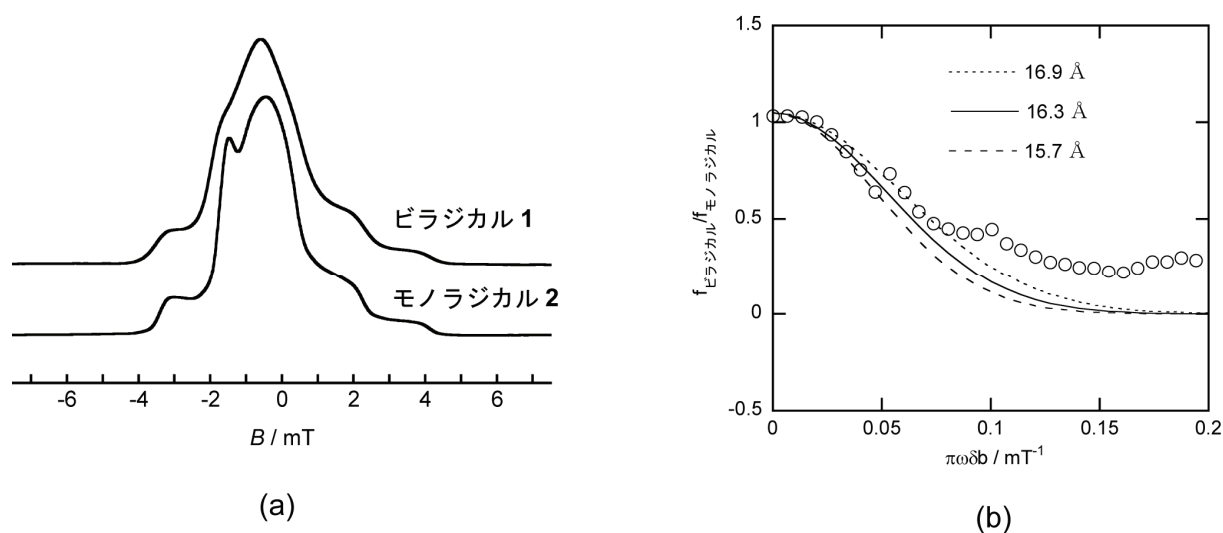 ビラジカル 1
モノラジカル 2
-6 -4 -2 0 2 4 6
B / mT
(a)
1.5
1
0.5
0
-0.5
fビラジカル/fモノラジカル
16.9 Å
16.3 Å
15.7 Å
0 0.05 0.1 0.15 0.2
πωδb / mT-1
(b)